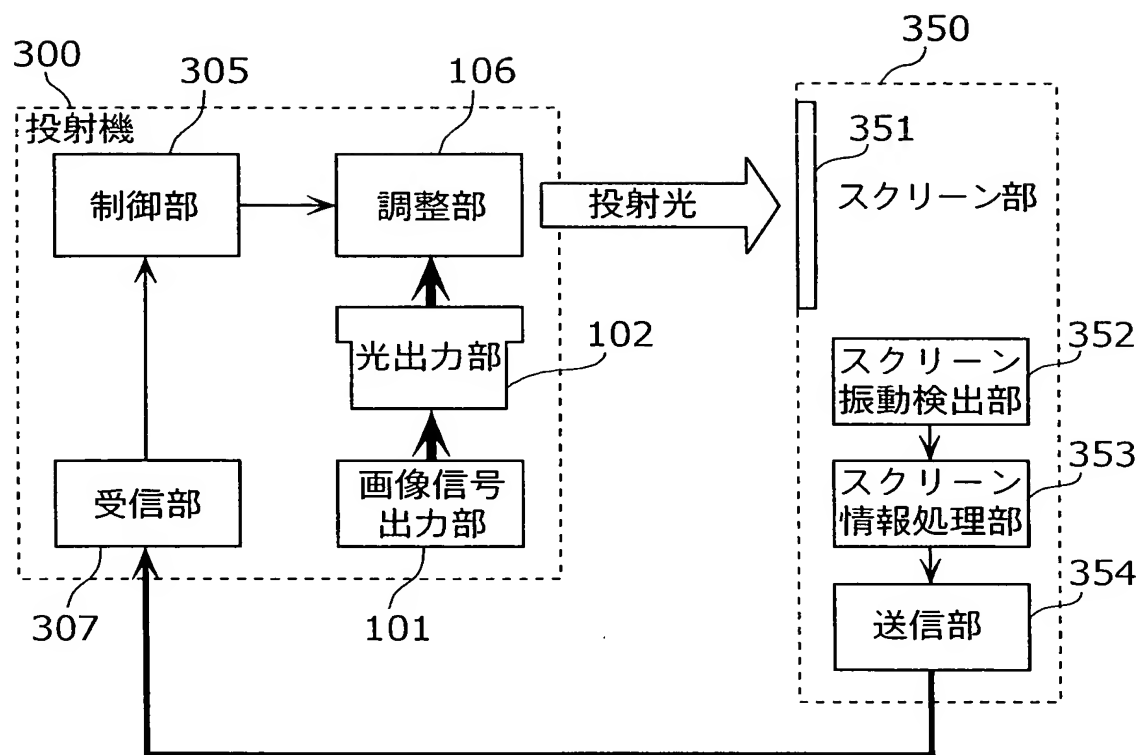 300
305
106
350
投射機
351
制御部
調整部
投射光
スクリーン部
光出力部
102
352
スクリーン
振動検出部
受信部
画像信号
出力部
353
スクリーン
情報処理部
307
101
354
送信部